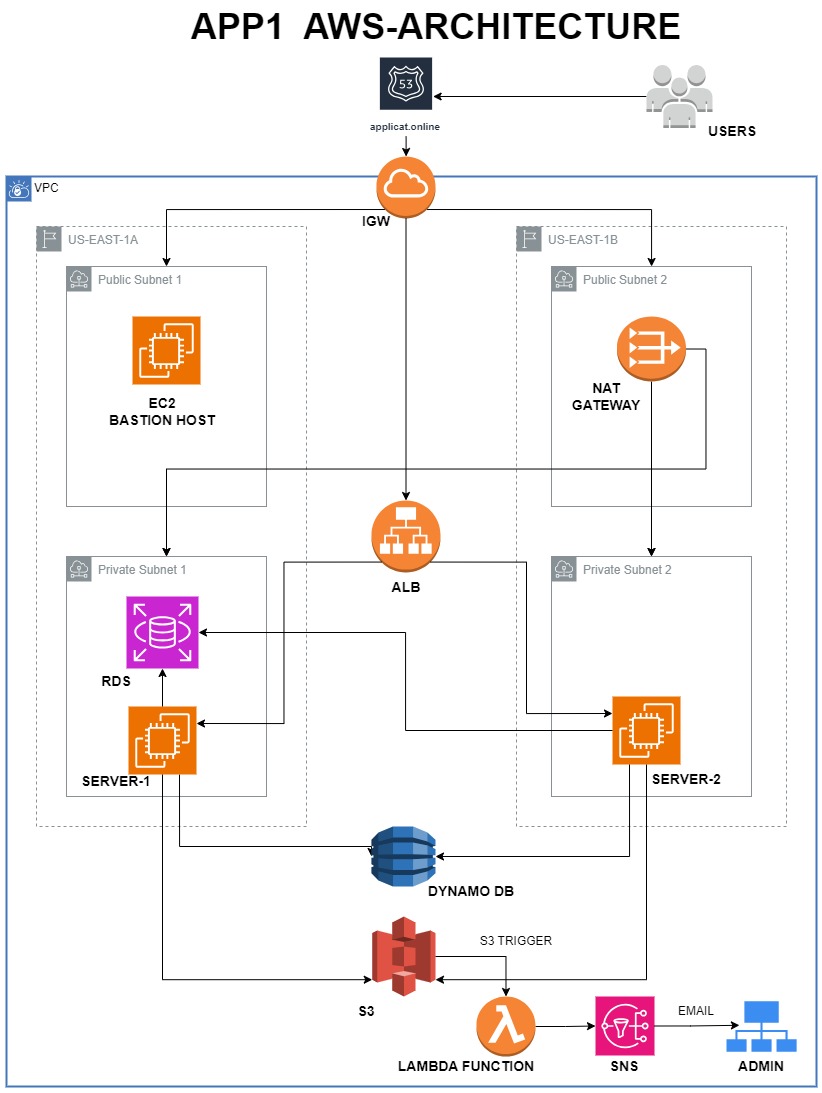 APP1 AWS-ARCHITECTURE
53
applicat.online
USERS
VPC
IGW
US-EAST-1A
US-EAST-1B
Public Subnet 1
Public Subnet 2
EC2
BASTION HOST
NAT
GATEWAY
ALB
Private Subnet 1
Private Subnet 2
RDS
SERVER-1
SERVER-2
DYNAMO DB
S3 TRIGGER
S3
EMAIL
LAMBDA FUNCTION
SNS
ADMIN